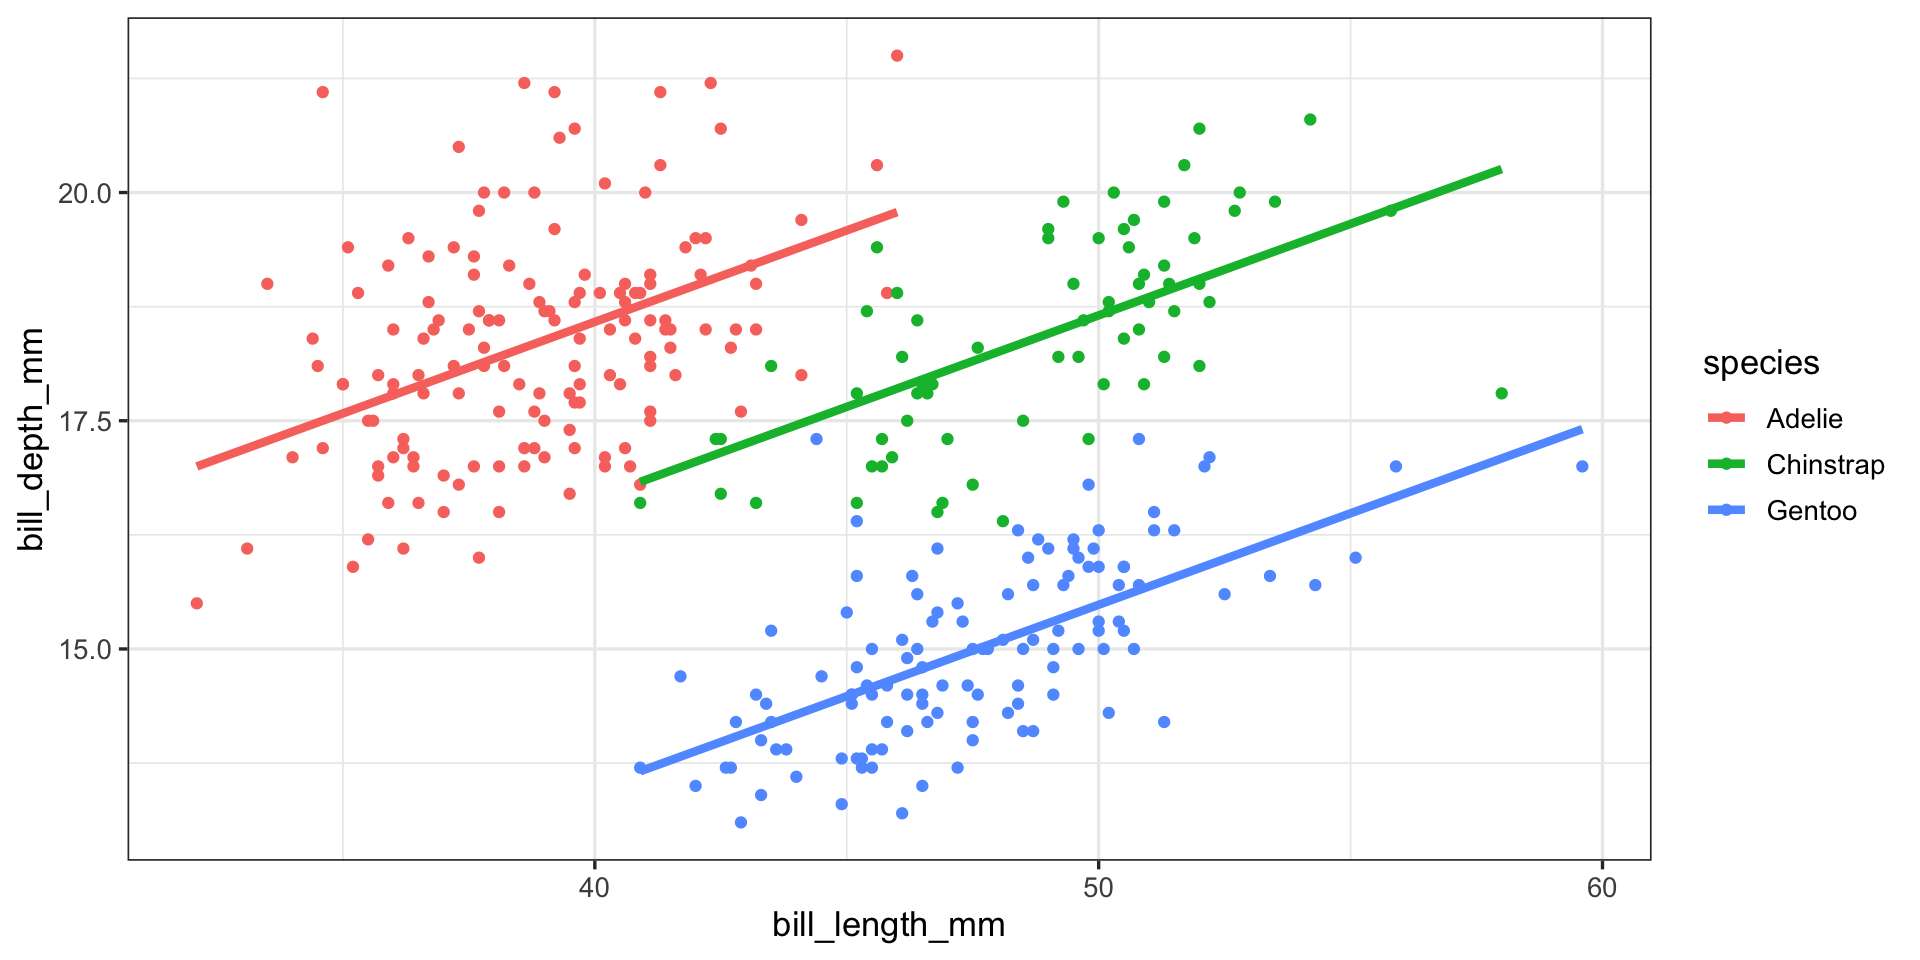 20.0
17.5
15.0
bill_depth_mm
40
50
60
bill_length_mm
species
Adelie
Chinstrap
Gentoo